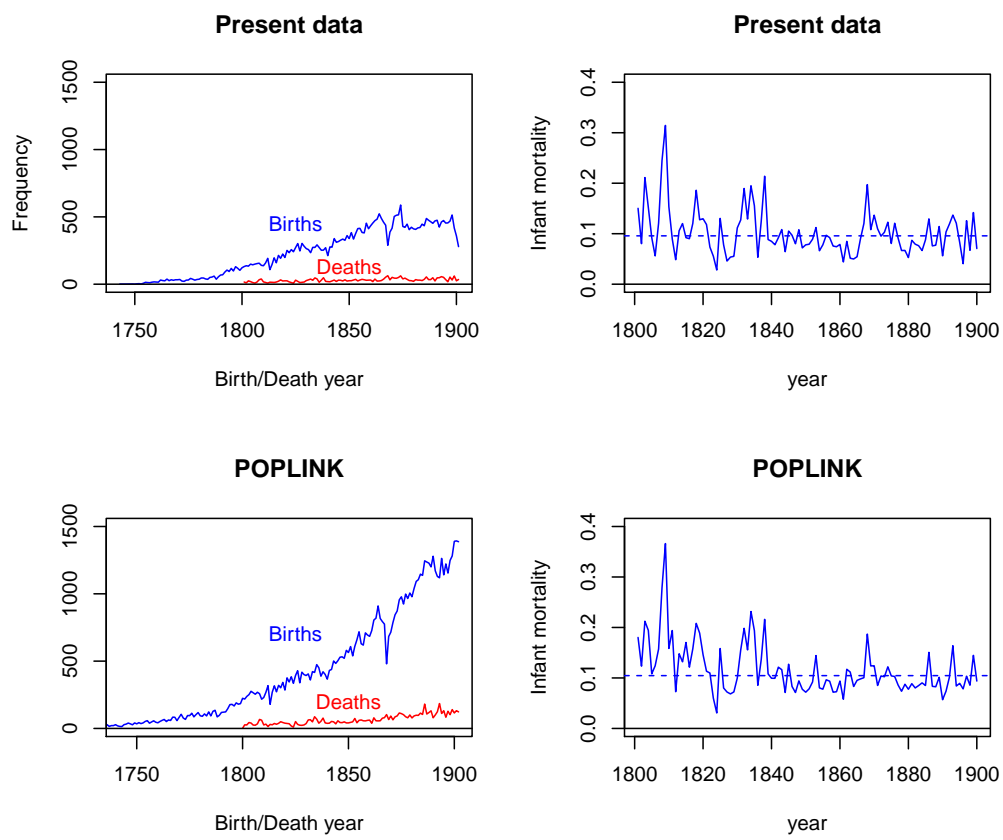 Present data
Frequency
1500
1000
500
0
Births
Deaths
1750 1800 1850 1900
Birth/Death year
Present data
Infant mortality
0.4
0.3
0.2
0.1
0.0
1800 1820 1840 1860 1880 1900
year
POPLINK
1500
1000
500
0
Births
Deaths
1750 1800 1850 1900
Birth/Death year
POPLINK
Infant mortality
0.4
0.3
0.2
0.1
0.0
1800 1820 1840 1860 1880 1900
year